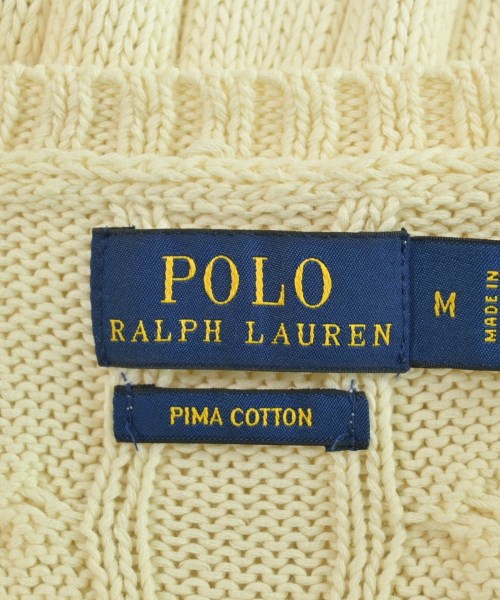 POLO
RALPH LAUREN
M
MADE IN
PIMA COTTON